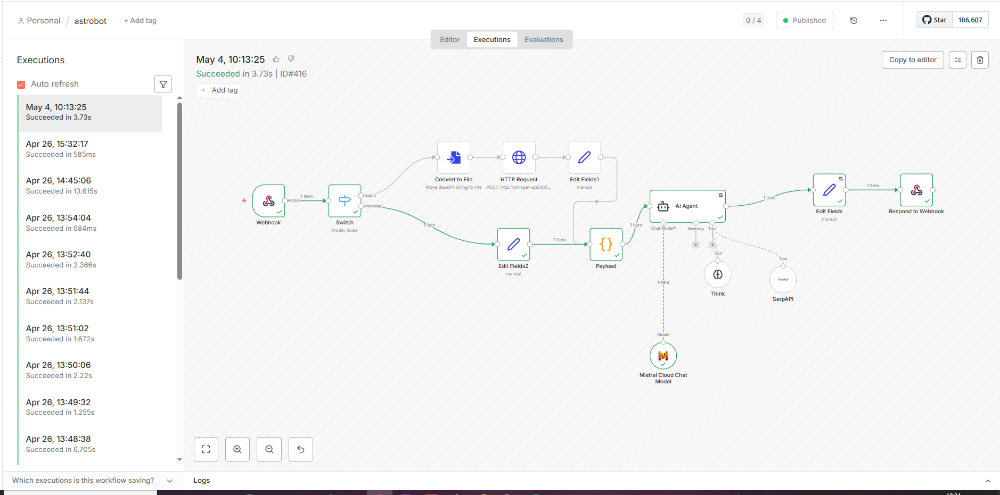 Personal / astrobot + Add tag
0 / 4
Published
Star 186,607
Editor Executions Evaluations
Executions
Auto refresh
May 4, 10:13:25
Succeeded in 3.73s
Apr 26, 15:32:17
Succeeded in 585ms
Apr 26, 14:45:06
Succeeded in 13.615s
Apr 26, 13:54:04
Succeeded in 684ms
Apr 26, 13:52:40
Succeeded in 2.366s
Apr 26, 13:51:44
Succeeded in 2.137s
Apr 26, 13:51:02
Succeeded in 1.672s
Apr 26, 13:50:06
Succeeded in 2.22s
Apr 26, 13:49:32
Succeeded in 1.255s
Apr 26, 13:48:38
Succeeded in 6.705s
Which executions is this workflow saving?
May 4, 10:13:25
Succeeded in 3.73s | ID#416
+ Add tag
Copy to editor
Convert to File
Move Base64 String to File
HTTP Request
POST: http://whisper-api:800...
Edit Fields1
manual
Webhook
POST
1 item
Switch
mode: Rules
audio
message
1 item
Edit Fields2
manual
1 item
Payload
1 item
AI Agent
Chat Model*
Memory
Tool
+
+
Tool
Think
Tool
SerpApi
SerpAPI
1 item
Model
Mistral Cloud Chat
Model
1 item
Edit Fields
manual
1 item
Respond to Webhook
Logs